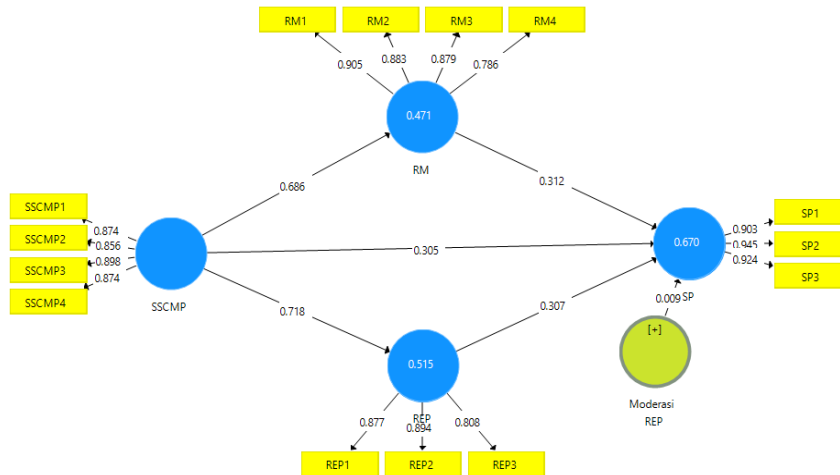 RM1
RM2
RM3
RM4
0.905
0.883
0.879
0.786
0.471
RM
0.686
0.312
SSCMP1
SSCMP2
SSCMP3
SSCMP4
0.874
0.856
0.898
0.874
SSCMP
0.305
0.670
SP
0.903
0.945
0.924
SP1
SP2
SP3
0.718
0.307
0.009
[+]
Moderasi
REP
0.515
REP
0.877
0.894
0.808
REP1
REP2
REP3